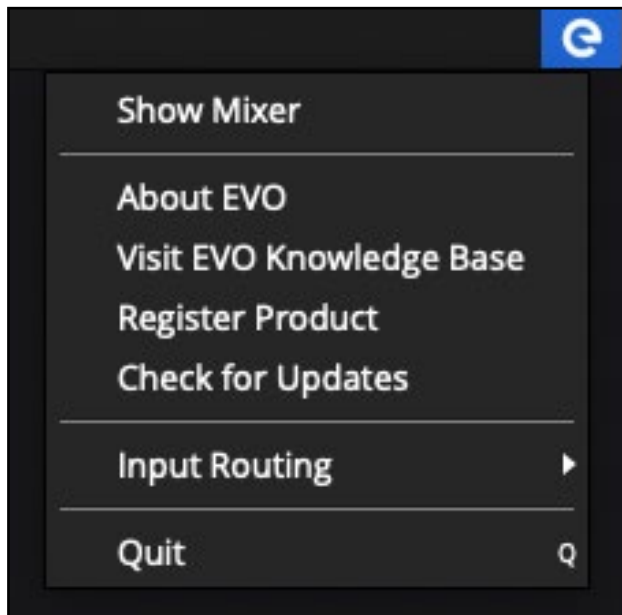 e
Show Mixer
About EVO
Visit EVO Knowledge Base
Register Product
Check for Updates
Input Routing
Quit Q